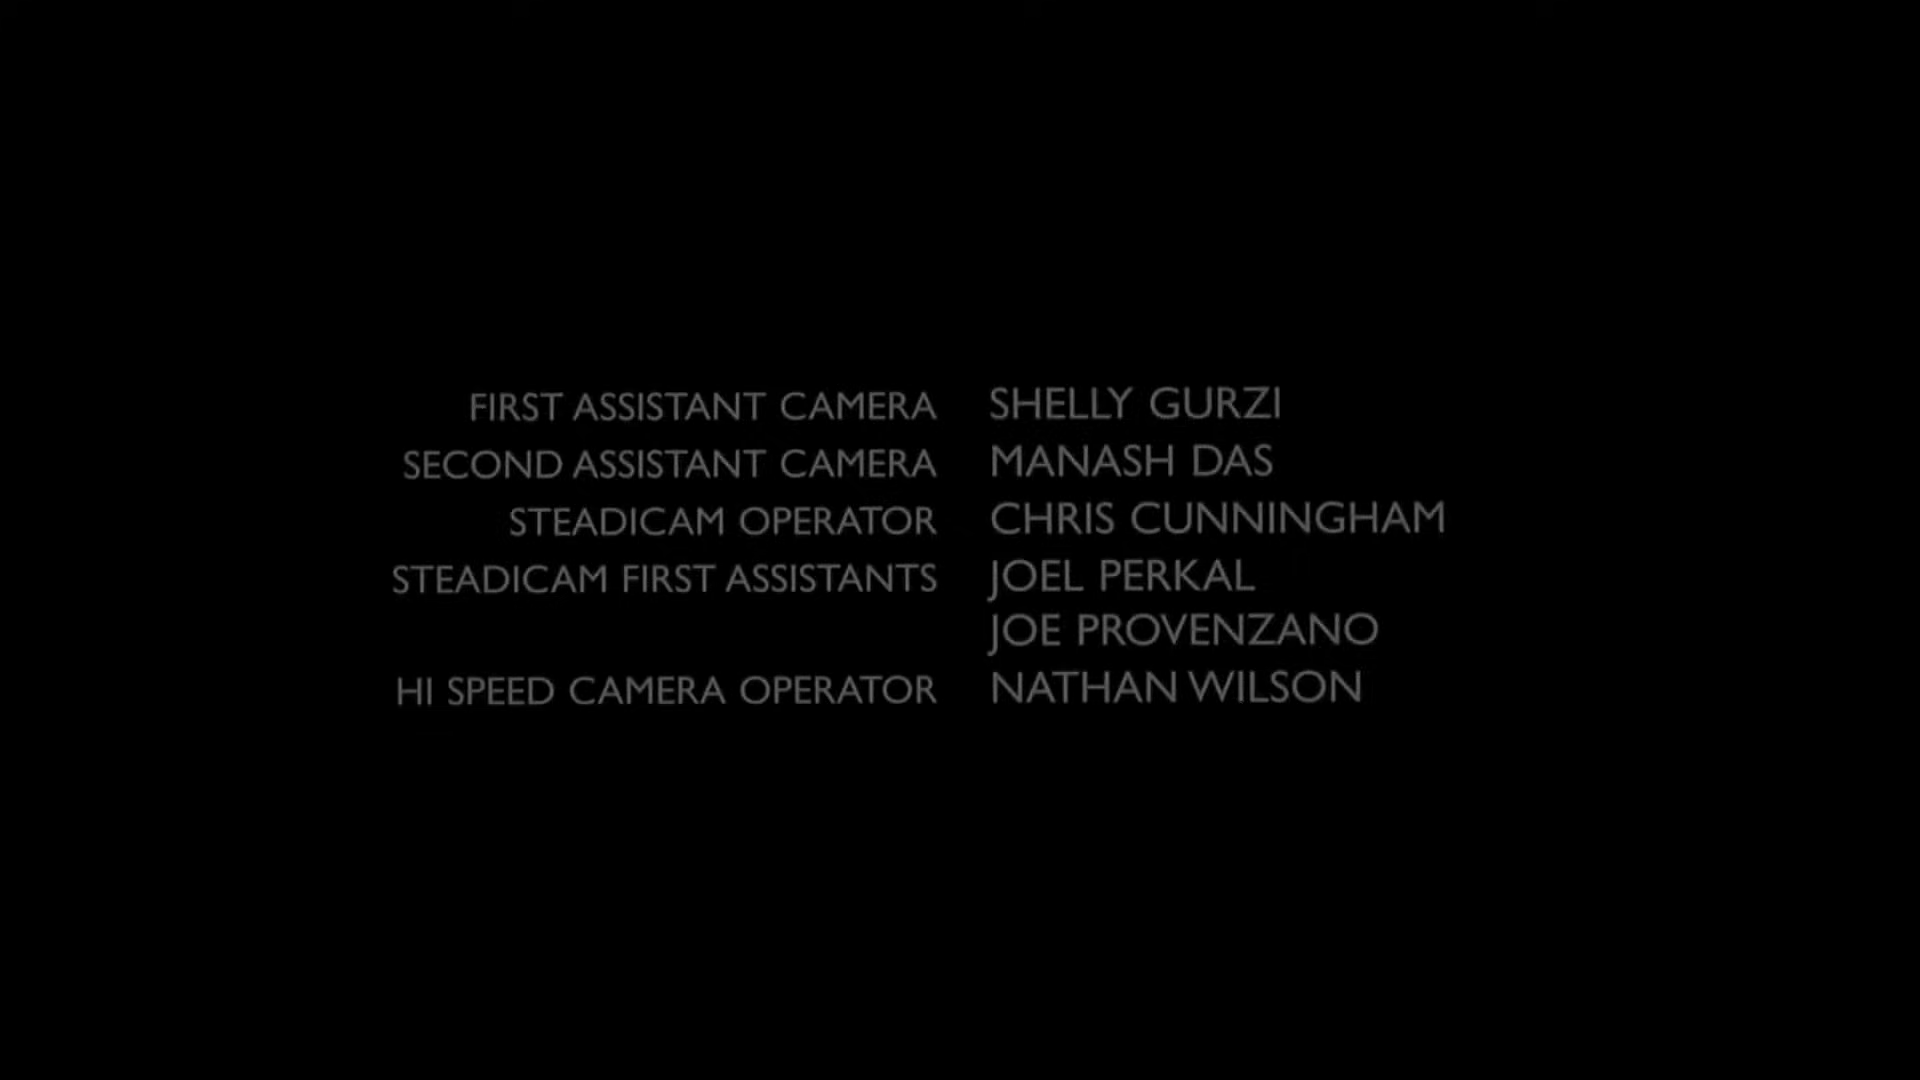 FIRST ASSISTANT CAMERA SHELLY GURZI
SECOND ASSISTANT CAMERA MANASH DAS
STEADICAM OPERATOR CHRIS CUNNINGHAM
STEADICAM FIRST ASSISTANTS JOEL PERKAL
JOE PROVENZANO
HI SPEED CAMERA OPERATOR NATHAN WILSON